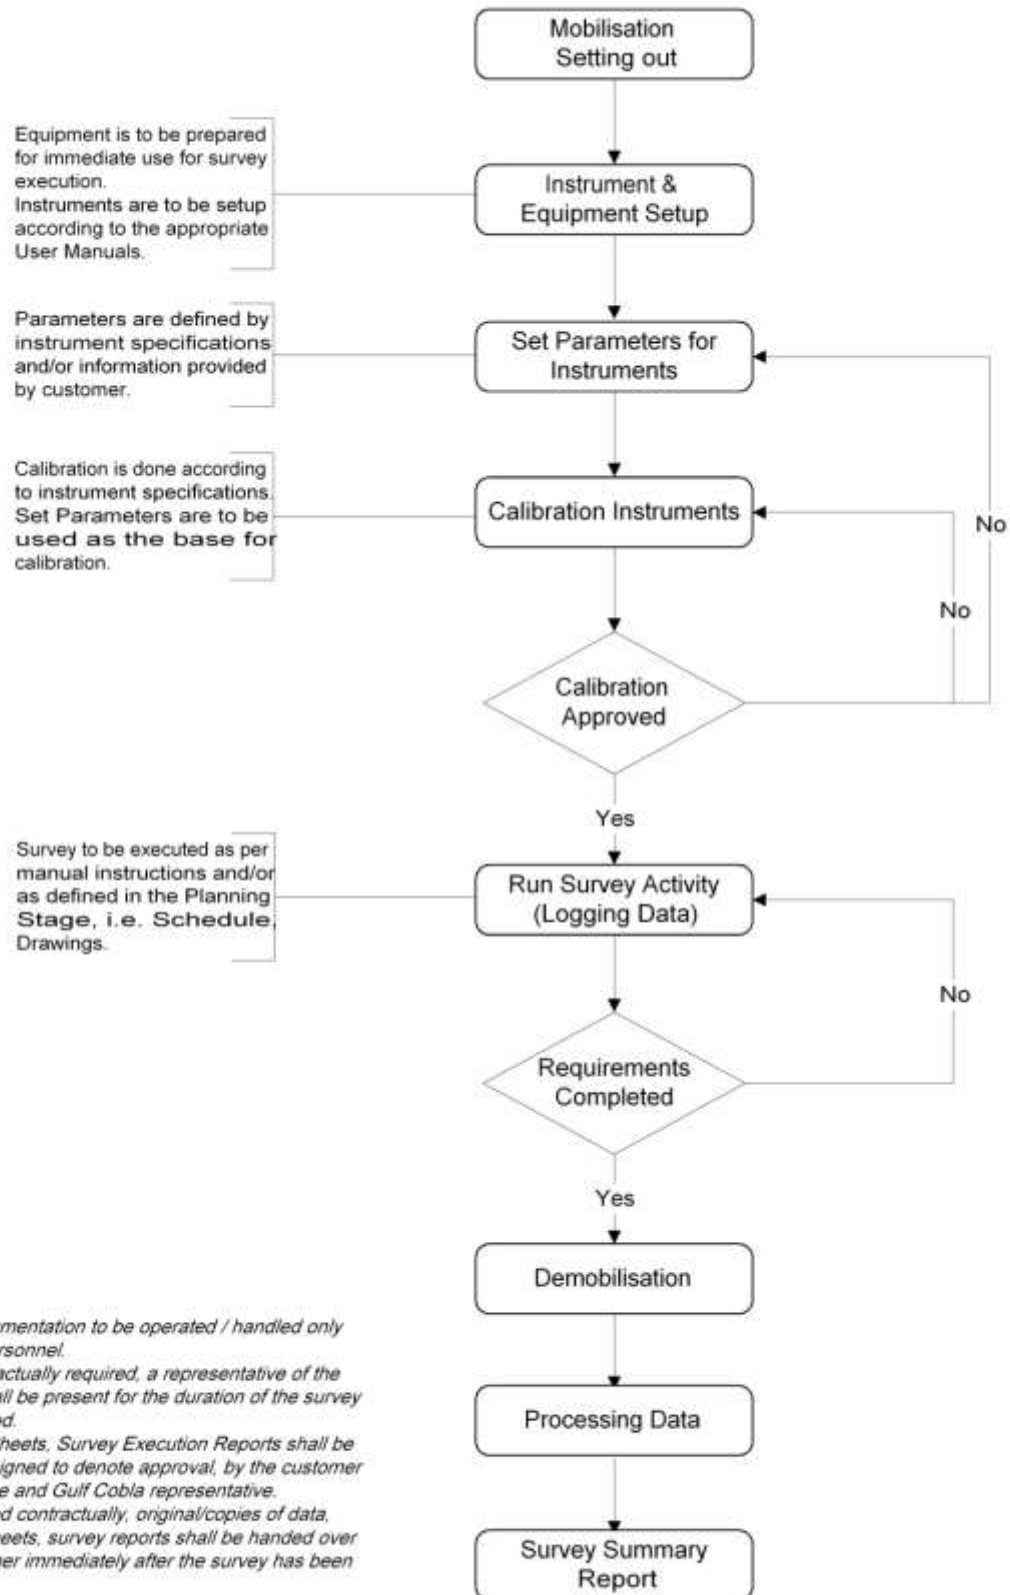 Mobilisation
Setting out
Equipment is to be prepared
for immediate use for survey
execution.
Instruments are to be setup
according to the appropriate
User Manuals.
Instrument &
Equipment Setup
Parameters are defined by
instrument specifications
and/or information provided
by customer.
Set Parameters for
Instruments
Calibration is done according
to instrument specifications.
Set Parameters are to be
used as the base for
calibration.
Calibration Instruments
No
No
Calibration
Approved
Yes
Survey to be executed as per
manual instructions and/or
as defined in the Planning
Stage, i.e. Schedule,
Drawings.
Run Survey Activity
(Logging Data)
No
Requirements
Completed
Yes
Demobilisation
mentation to be operated / handled only
rsonnel.
actually required, a representative of the
all be present for the duration of the survey
ed.
heets, Survey Execution Reports shall be
igned to denote approval, by the customer
e and Gulf Cobla representative.
ed contractually, original/copies of data,
eets, survey reports shall be handed over
er immediately after the survey has been
Processing Data
Survey Summary
Report